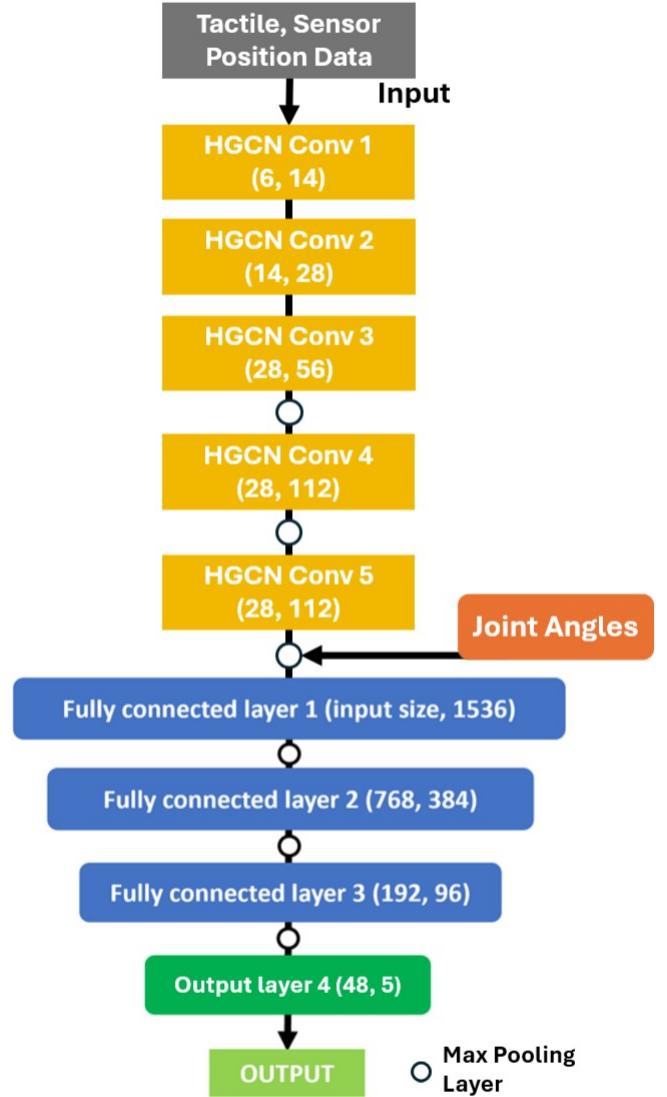 Tactile, Sensor
Position Data
Input
HGCN Conv 1
(6, 14)
HGCN Conv 2
(14, 28)
HGCN Conv 3
(28, 56)
HGCN Conv 4
(28, 112)
HGCN Conv 5
(28, 112)
Joint Angles
Fully connected layer 1 (input size, 1536)
Fully connected layer 2 (768, 384)
Fully connected layer 3 (192, 96)
Output layer 4 (48, 5)
OUTPUT
Max Pooling
Layer